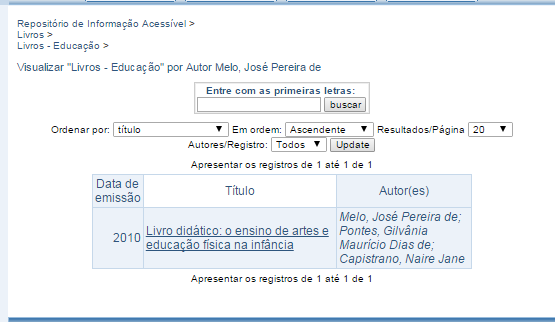 Repositório de Informação Acessível >
Livros >
Livros - Educação >
Visualizar "Livros - Educação" por Autor Melo, José Pereira de
Entre com as primeiras letras:
buscar
Ordenar por: título Em ordem: Ascendente Resultados/Página 20
Autores/Registro: Todos Update
Apresentar os registros de 1 até 1 de 1
Data de emissão Título Autor(es)
2010 Livro didático: o ensino de artes e
educação física na infância
Melo, José Pereira de;
Pontes, Gilvânia
Maurício Dias de;
Capistrano, Naire Jane
Apresentar os registros de 1 até 1 de 1